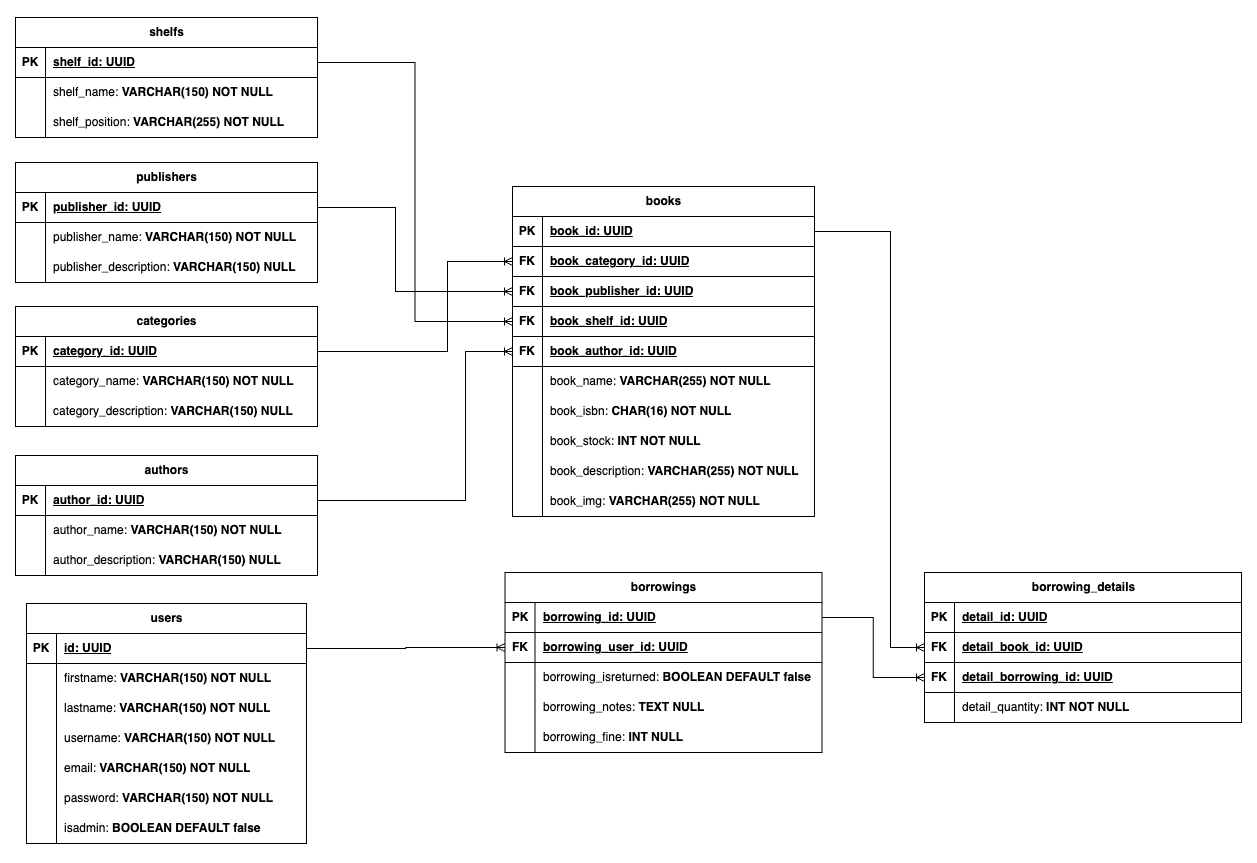 shelfs
PK shelf_id: UUID
shelf_name: VARCHAR(150) NOT NULL
shelf_position: VARCHAR(255) NOT NULL
publishers
PK publisher_id: UUID
publisher_name: VARCHAR(150) NOT NULL
publisher_description: VARCHAR(150) NULL
categories
PK category_id: UUID
category_name: VARCHAR(150) NOT NULL
category_description: VARCHAR(150) NULL
authors
PK author_id: UUID
author_name: VARCHAR(150) NOT NULL
author_description: VARCHAR(150) NULL
users
PK id: UUID
firstname: VARCHAR(150) NOT NULL
lastname: VARCHAR(150) NOT NULL
username: VARCHAR(150) NOT NULL
email: VARCHAR(150) NOT NULL
password: VARCHAR(150) NOT NULL
isadmin: BOOLEAN DEFAULT false
books
PK book_id: UUID
FK book_category_id: UUID
FK book_publisher_id: UUID
FK book_shelf_id: UUID
FK book_author_id: UUID
book_name: VARCHAR(255) NOT NULL
book_isbn: CHAR(16) NOT NULL
book_stock: INT NOT NULL
book_description: VARCHAR(255) NOT NULL
book_img: VARCHAR(255) NOT NULL
borrowings
PK borrowing_id: UUID
FK borrowing_user_id: UUID
borrowing_isreturned: BOOLEAN DEFAULT false
borrowing_notes: TEXT NULL
borrowing_fine: INT NULL
borrowing_details
PK detail_id: UUID
FK detail_book_id: UUID
FK detail_borrowing_id: UUID
detail_quantity: INT NOT NULL